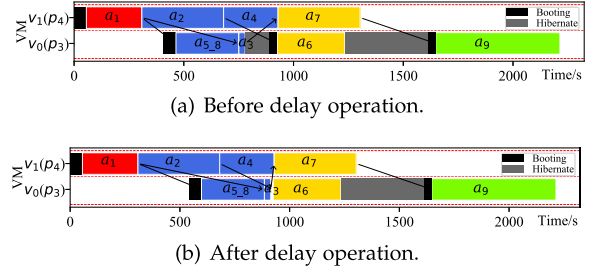 VM
v1(p4)
v0(p3)
a1
a2
a4
a7
a5_8
a3
a6
a9
Booting
Hibernate
0
500
1000
1500
2000
Time/s
(a) Before delay operation.
VM
v1(p4)
v0(p3)
a1
a2
a4
a7
a5_8
a3
a6
a9
Booting
Hibernate
0
500
1000
1500
2000
Time/s
(b) After delay operation.